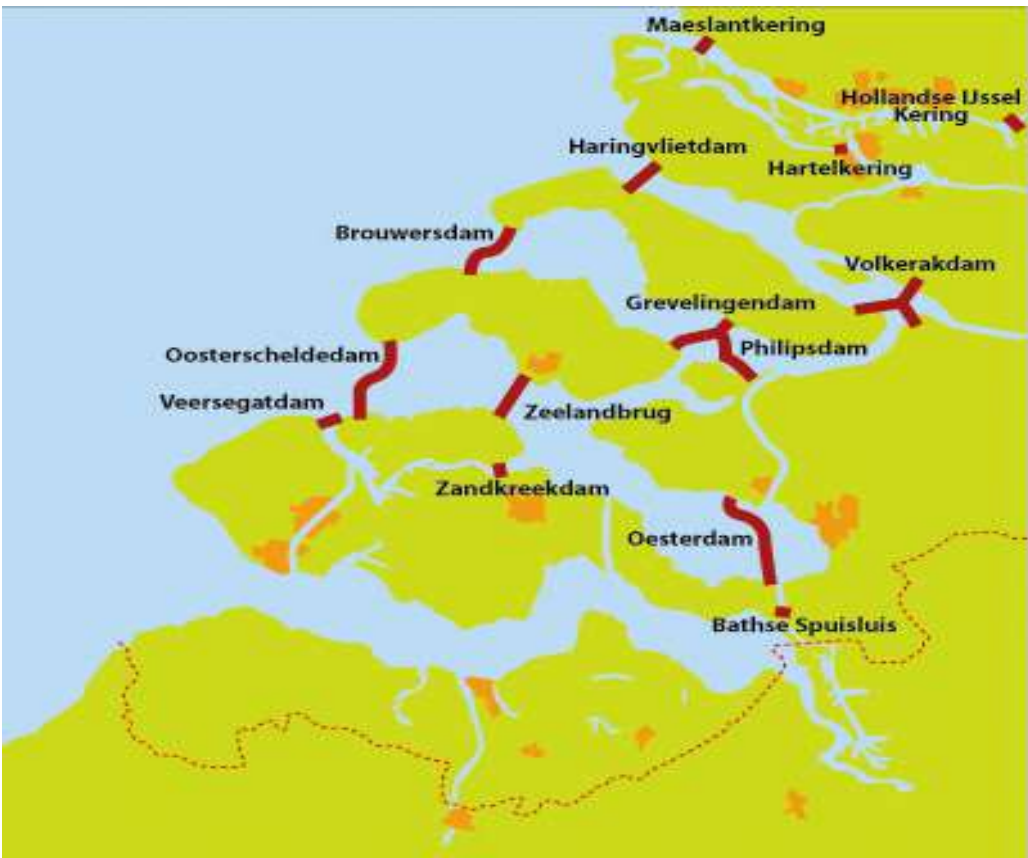 Maeslantkering
Hollandse IJssel
Kering
Haringvlietdam
Hartelkering
Brouwersdam
Volkerakdam
Grevelingendam
Philipsdam
Oosterscheldedam
Veersegatdam
Zeelandbrug
Zandkreekdam
Oesterdam
Bathse Spuisluis